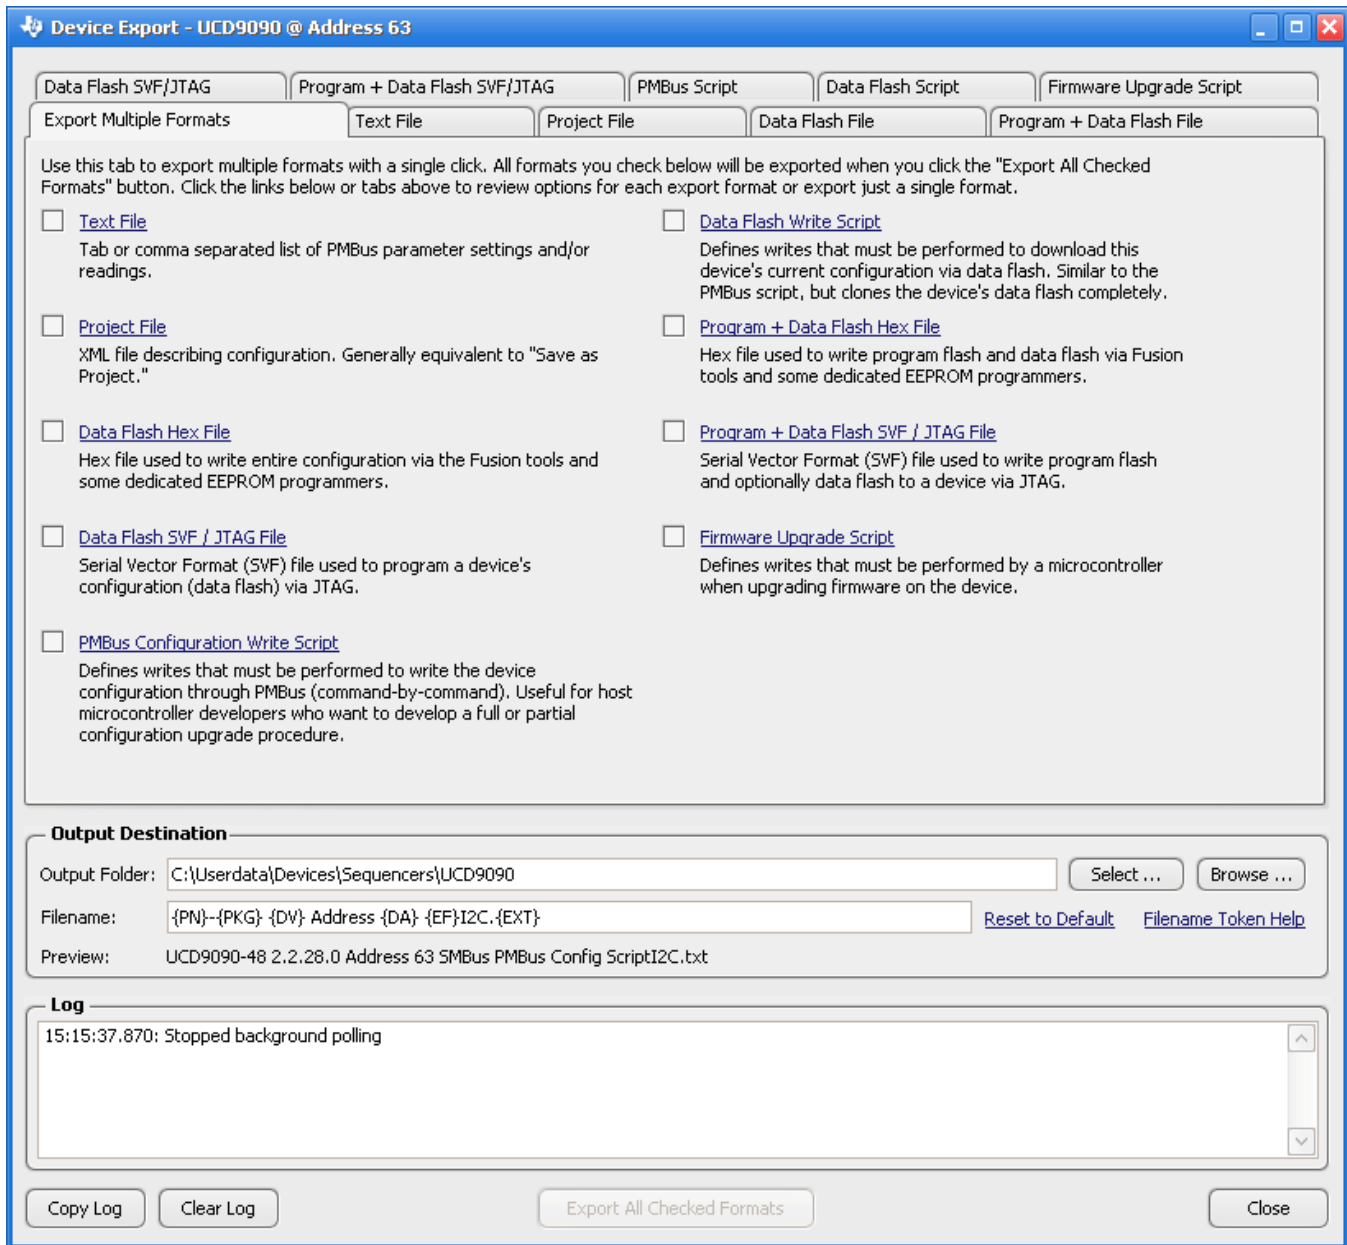 Device Export - UCD9090 @ Address 63
Data Flash SVF/JTAG
Program + Data Flash SVF/JTAG
PMBus Script
Data Flash Script
Firmware Upgrade Script
Export Multiple Formats
Text File
Project File
Data Flash File
Program + Data Flash File
Use this tab to export multiple formats with a single click. All formats you check below will be exported when you click the "Export All Checked
Formats" button. Click the links below or tabs above to review options for each export format or export just a single format.
Text File
Tab or comma separated list of PMBus parameter settings and/or
readings.
Project File
XML file describing configuration. Generally equivalent to "Save as
Project."
Data Flash Hex File
Hex file used to write entire configuration via the Fusion tools and
some dedicated EEPROM programmers.
Data Flash SVF / JTAG File
Serial Vector Format (SVF) file used to program a device's
configuration (data flash) via JTAG.
PMBus Configuration Write Script
Defines writes that must be performed to write the device
configuration through PMBus (command-by-command). Useful for host
microcontroller developers who want to develop a full or partial
configuration upgrade procedure.
Data Flash Write Script
Defines writes that must be performed to download this
device's current configuration via data flash. Similar to the
PMBus script, but clones the device's data flash completely.
Program + Data Flash Hex File
Hex file used to write program flash and data flash via Fusion
tools and some dedicated EEPROM programmers.
Program + Data Flash SVF / JTAG File
Serial Vector Format (SVF) file used to write program flash
and optionally data flash to a device via JTAG.
Firmware Upgrade Script
Defines writes that must be performed by a microcontroller
when upgrading firmware on the device.
Output Destination
Output Folder: C:\Userdata\Devices\Sequencers\UCD9090 Select ... Browse ...
Filename: {PN}-{PKG} {DV} Address {DA} {EF}I2C.{EXT} Reset to Default Filename Token Help
Preview: UCD9090-48 2.2.28.0 Address 63 SMBus PMBus Config ScriptI2C.txt
Log
15:15:37.870: Stopped background polling
Copy Log Clear Log Export All Checked Formats Close